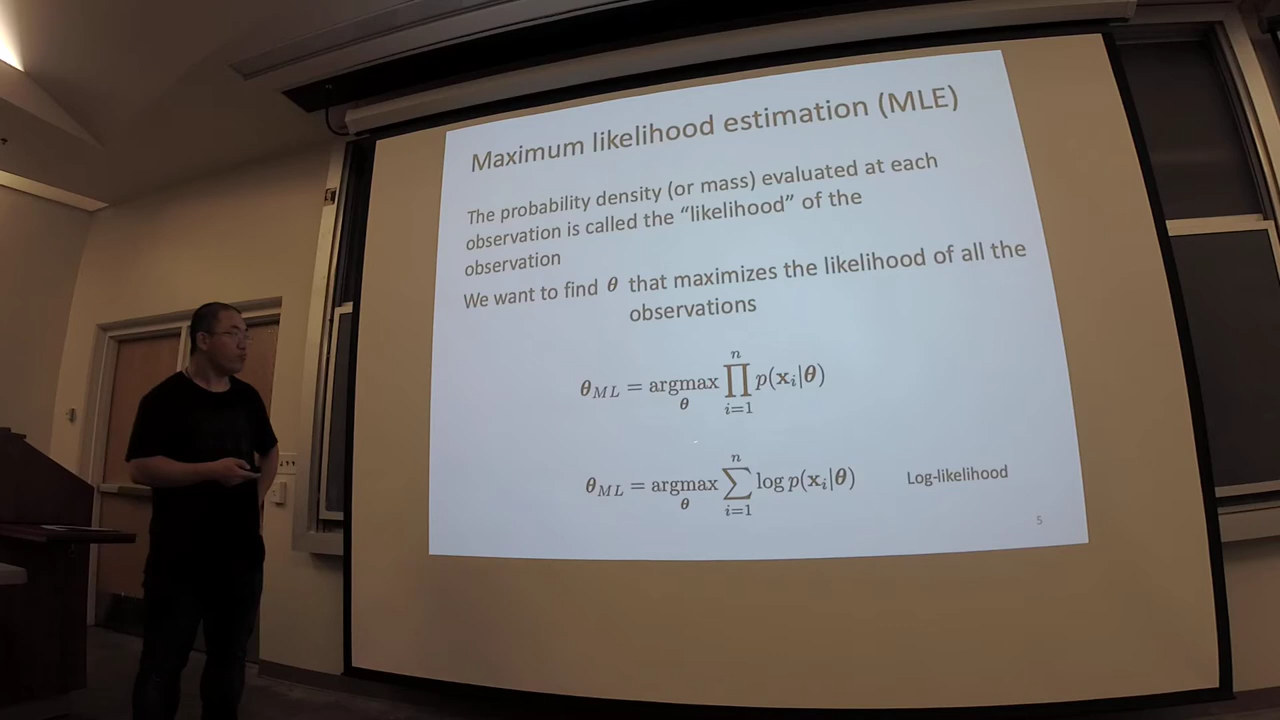 Maximum likelihood estimation (MLE)
The probability density (or mass) evaluated at each
observation is called the “likelihood” of the
observation
We want to find θ that maximizes the likelihood of all the
observations
θ_ML = argmax_θ ∏_{i=1}^{n} p(x_i|θ)
θ_ML = argmax_θ ∑_{i=1}^{n} log p(x_i|θ) Log-likelihood
5